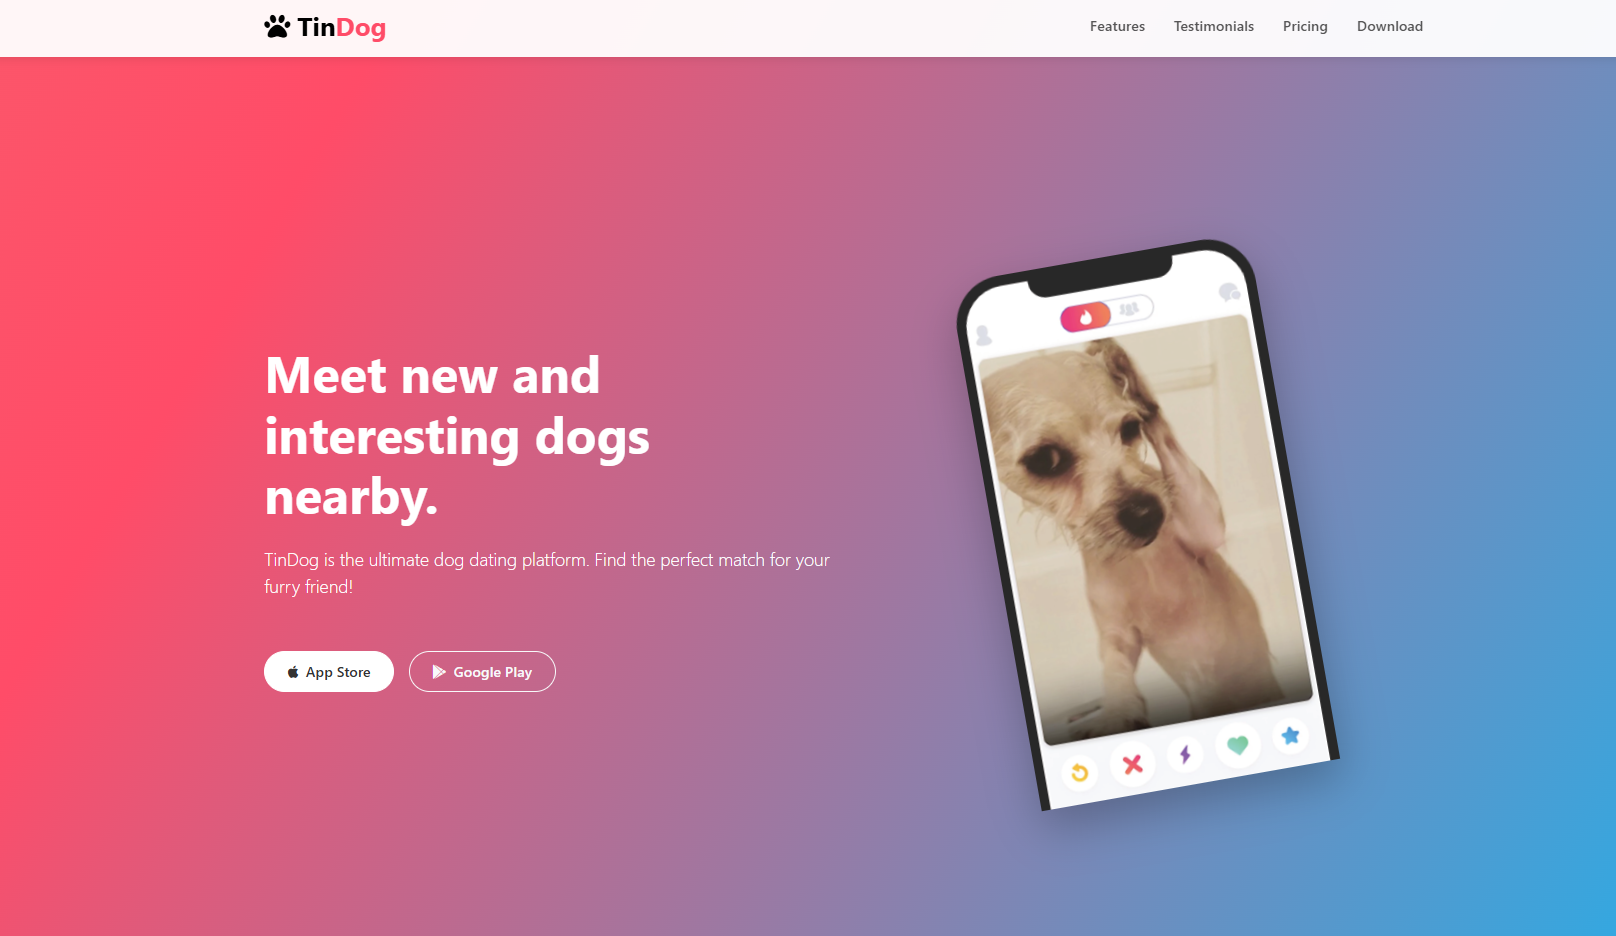 TinDog
Features Testimonials Pricing Download
Meet new and
interesting dogs
nearby.
TinDog is the ultimate dog dating platform. Find the perfect match for your
furry friend!
App Store Google Play